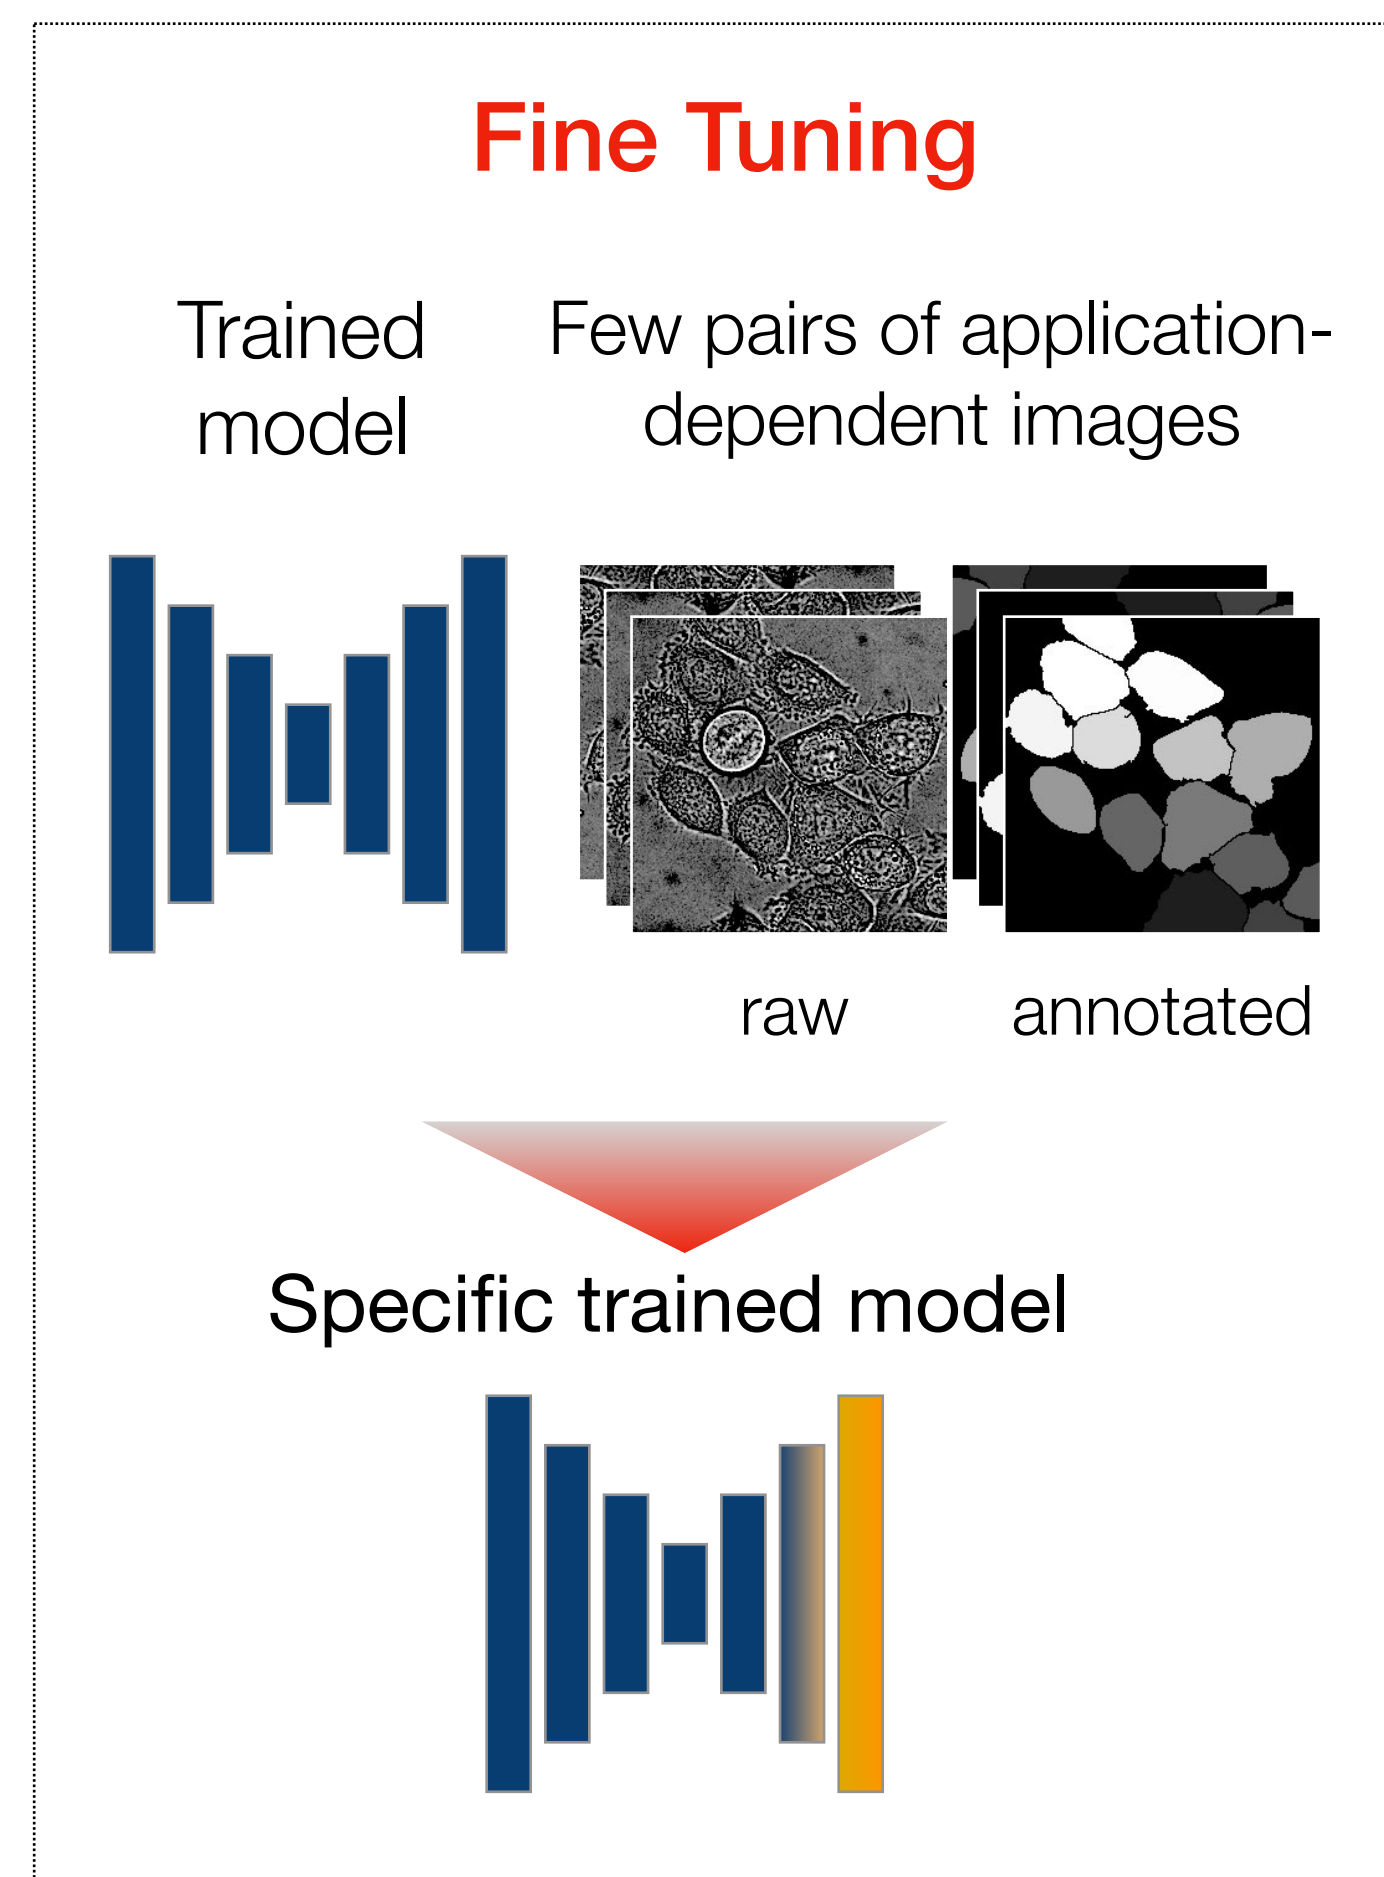 Fine Tuning
Trained
model
Few pairs of application-
dependent images
raw
annotated
Specific trained model